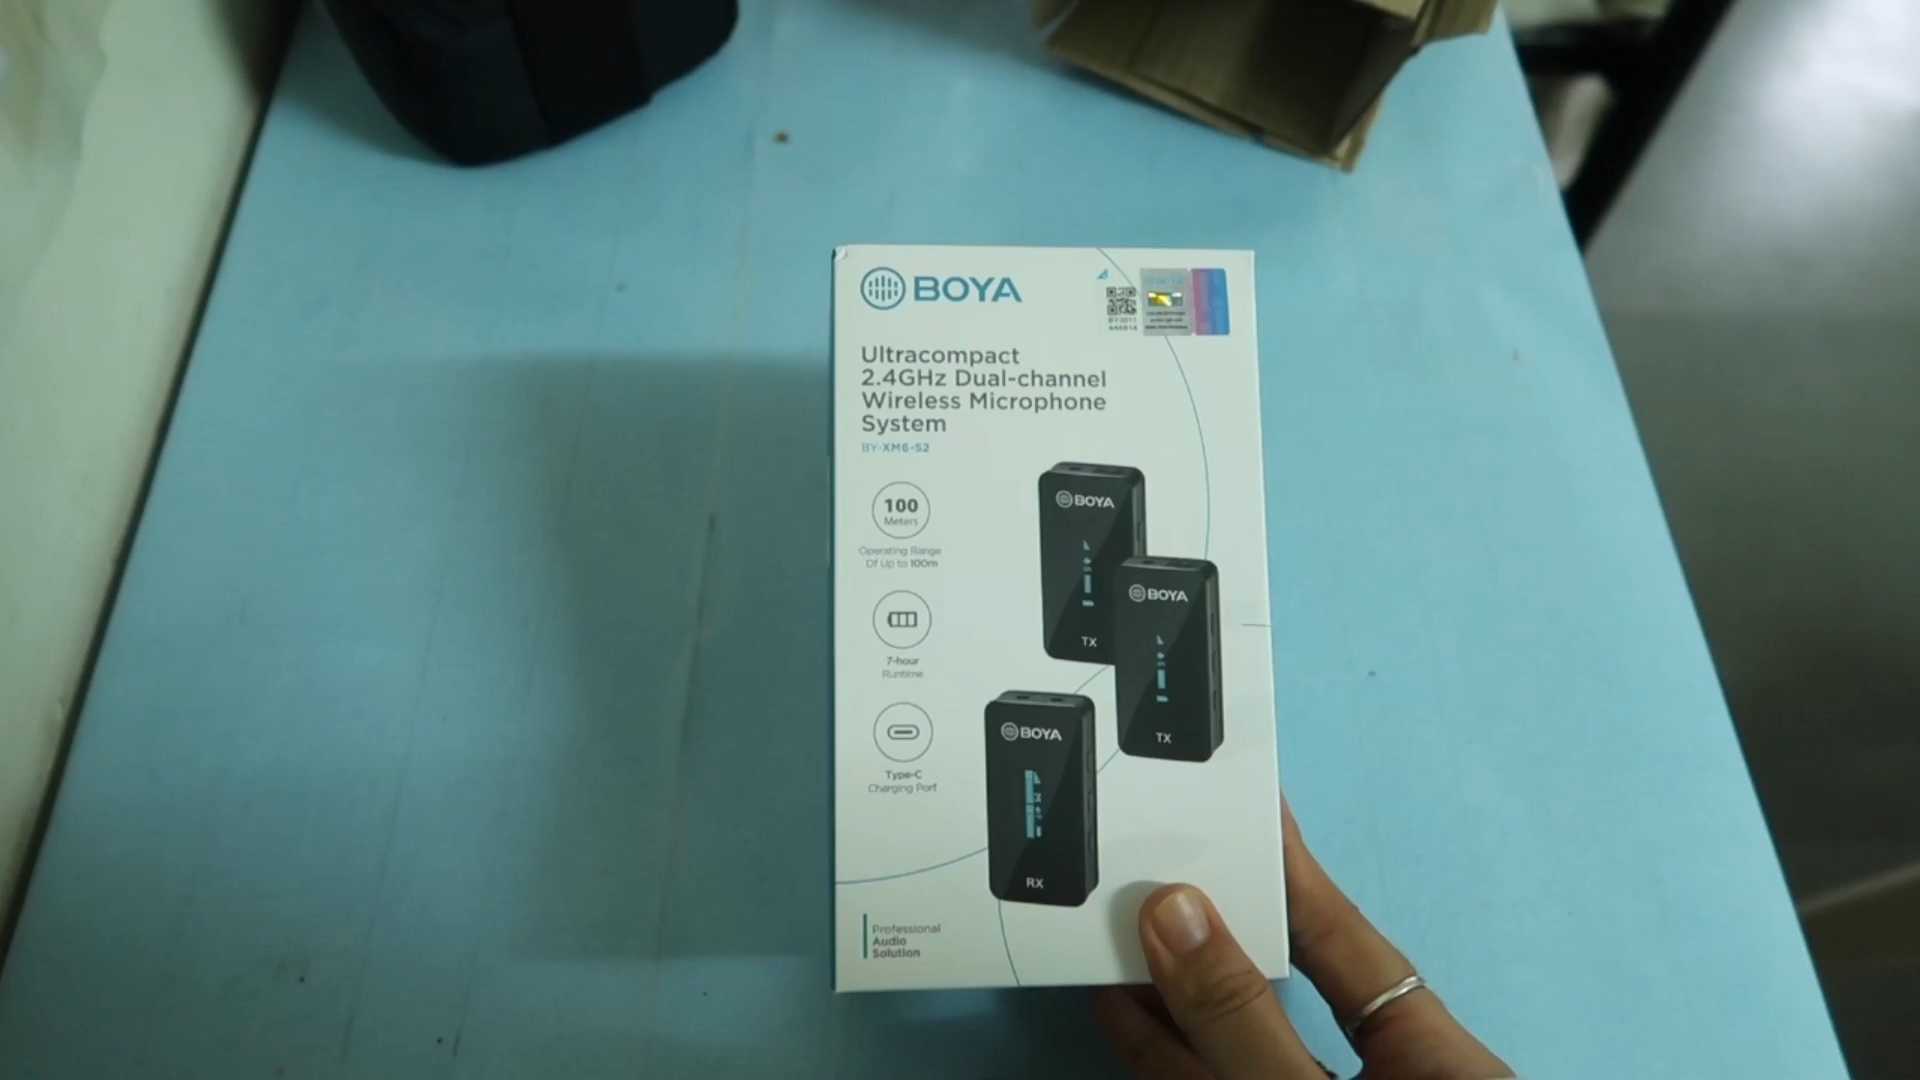 BOYA
Ultracompact
2.4GHz Dual-channel
Wireless Microphone
System
BY-XM6-S2
100
Meters
Operating Range
Of Up to 100m
7-hour
Runtime
Type-C
Charging Port
BOYA
TX
BOYA
TX
BOYA
RX
Professional
Audio
Solution